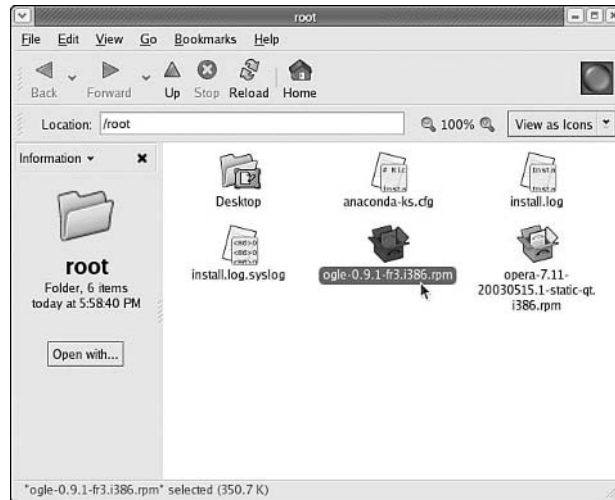 root
File Edit View Go Bookmarks Help
Back Forward Up Stop Reload Home
Location: /root 100% View as Icons
Information
root
Folder, 6 items
today at 5:58:40 PM
Open with...
Desktop
anaconda-ks.cfg
install.log
install.log.syslog
ogle-0.9.1-fr3.i386.rpm
opera-7.11-
20030515.1-static-qt.
i386.rpm
"ogle-0.9.1-fr3.i386.rpm" selected (350.7 K)